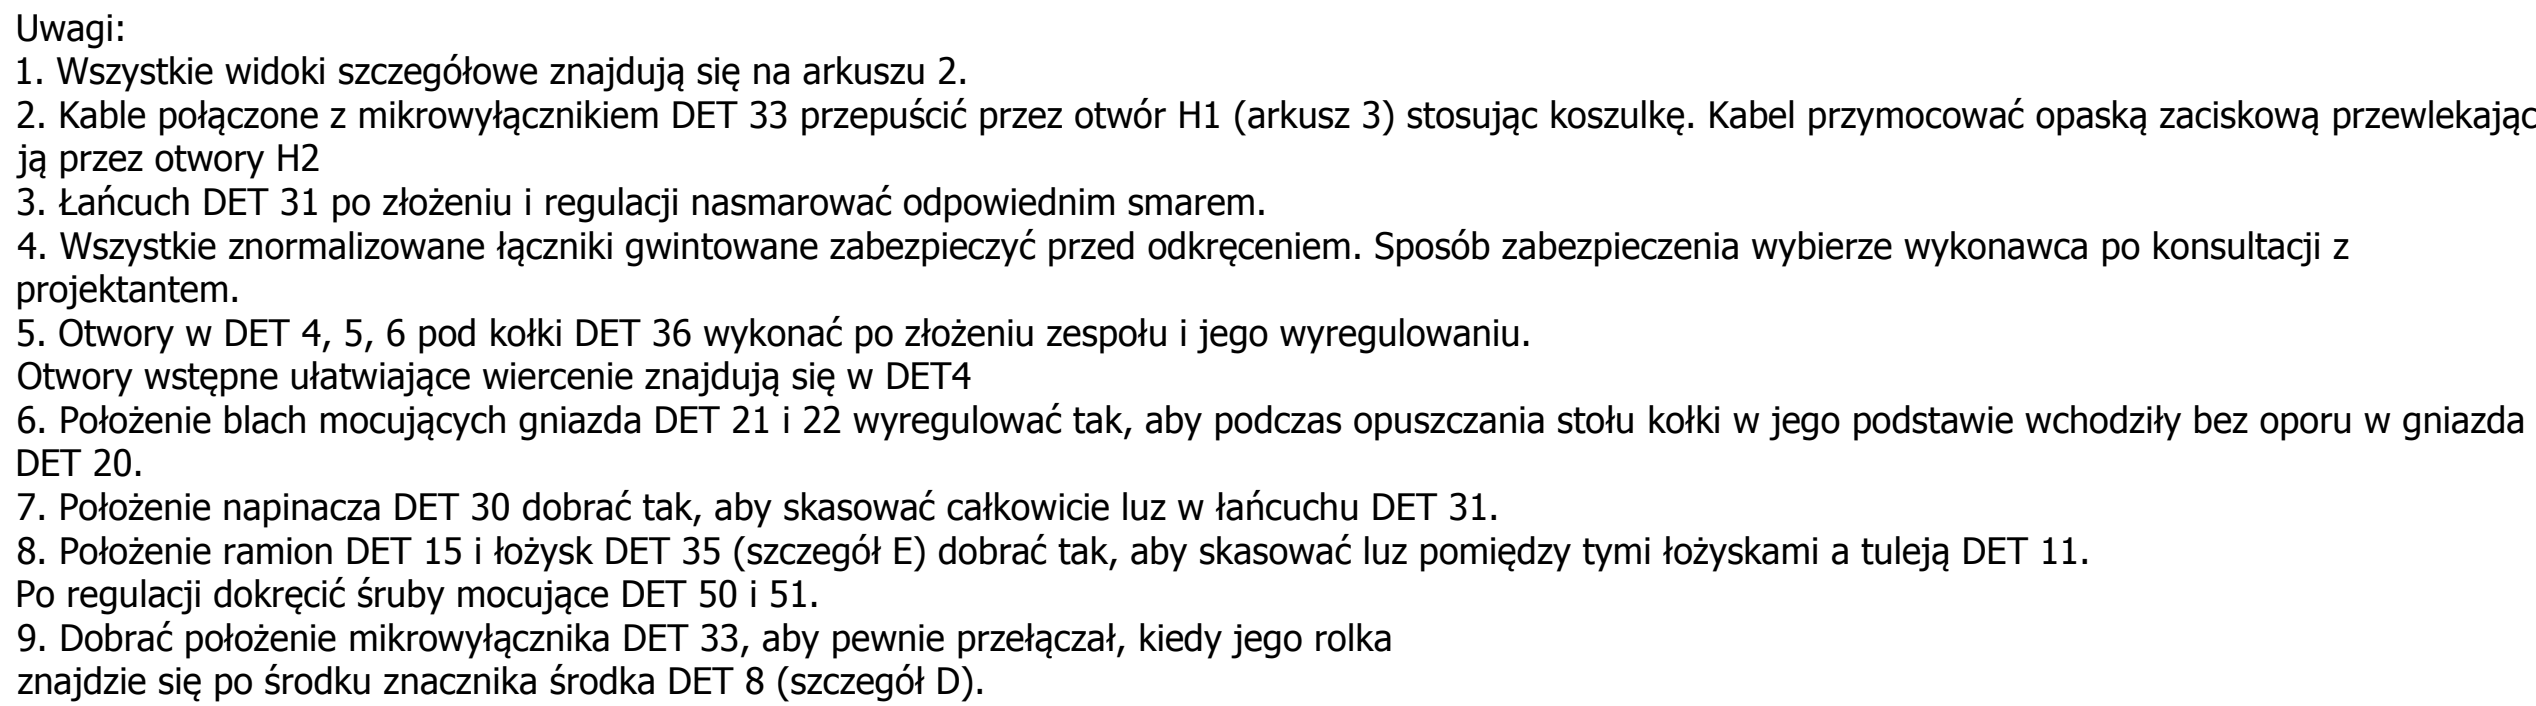 Uwagi:
1. Wszystkie widoki szczegółowe znajdują się na arkuszu 2.
2. Kable połączone z mikrowyłącznikiem DET 33 przepuścić przez otwór H1 (arkusz 3) stosując koszulkę. Kabel przymocować opaską zaciskową przewlekając
ją przez otwory H2
3. Łańcuch DET 31 po złożeniu i regulacji nasmarować odpowiednim smarem.
4. Wszystkie znormalizowane łączniki gwintowane zabezpieczyć przed odkręceniem. Sposób zabezpieczenia wybierze wykonawca po konsultacji z
projektantem.
5. Otwory w DET 4, 5, 6 pod kołki DET 36 wykonać po złożeniu zespołu i jego wyregulowaniu.
Otwory wstępne ułatwiające wiercenie znajdują się w DET4
6. Położenie blach mocujących gniazda DET 21 i 22 wyregulować tak, aby podczas opuszczania stołu kołki w jego podstawie wchodziły bez oporu w gniazda
DET 20.
7. Położenie napinacza DET 30 dobrać tak, aby skasować całkowicie luz w łańcuchu DET 31.
8. Położenie ramion DET 15 i łożysk DET 35 (szczegół E) dobrać tak, aby skasować luz pomiędzy tymi łożyskami a tuleją DET 11.
Po regulacji dokręcić śruby mocujące DET 50 i 51.
9. Dobrać położenie mikrowyłącznika DET 33, aby pewnie przełączał, kiedy jego rolka
znajdzie się po środku znacznika środka DET 8 (szczegół D).